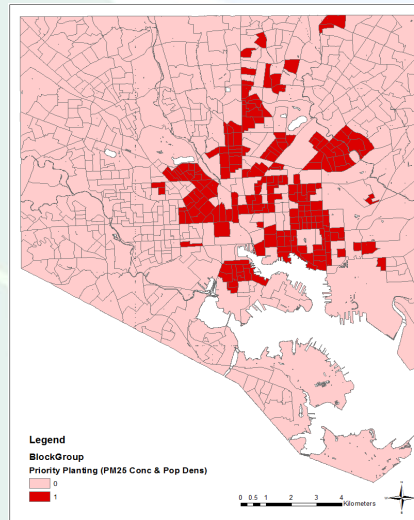 Legend
BlockGroup
Priority Planting (PM25 Conc & Pop Dens)
0
1
0 0.5 1 2 3 4
Kilometers